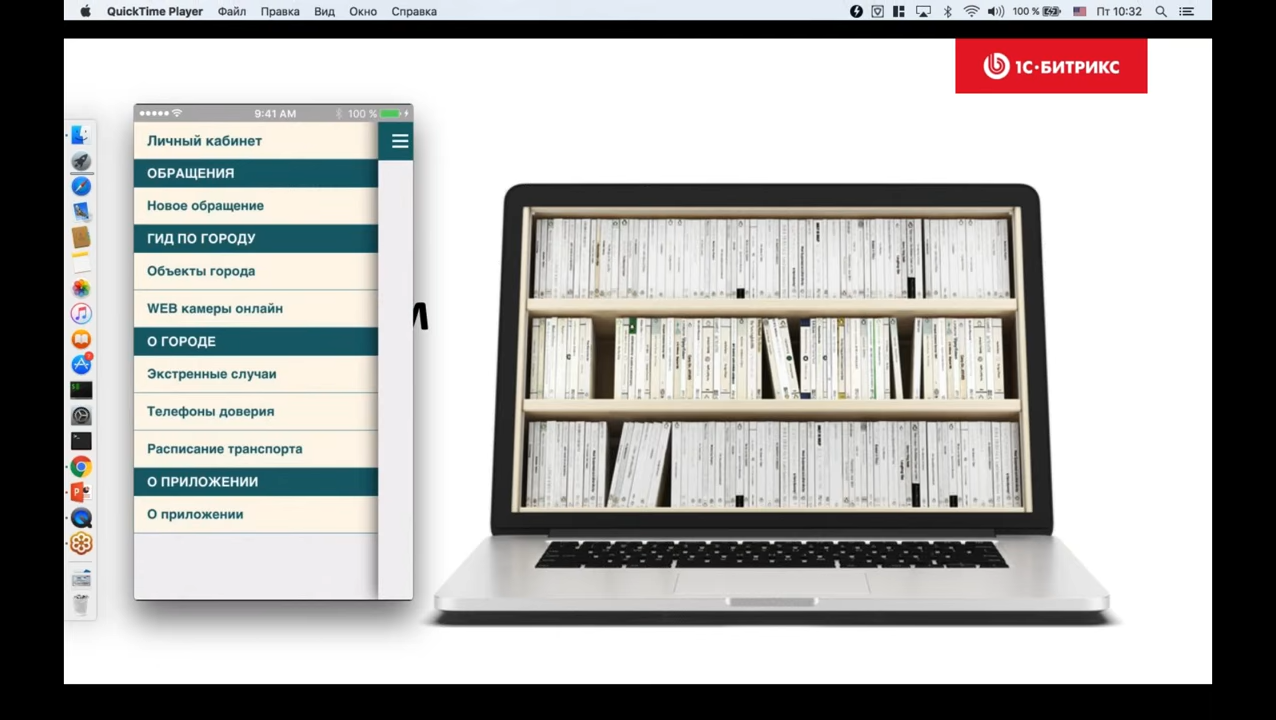 QuickTime Player Файл Правка Вид Окно Справка 100 % Пт 10:32
1С·БИТРИКС
9:41 AM 100 %
Личный кабинет
ОБРАЩЕНИЯ
Новое обращение
ГИД ПО ГОРОДУ
Объекты города
WEB камеры онлайн
О ГОРОДЕ
Экстренные случаи
Телефоны доверия
Расписание транспорта
О ПРИЛОЖЕНИИ
О приложении